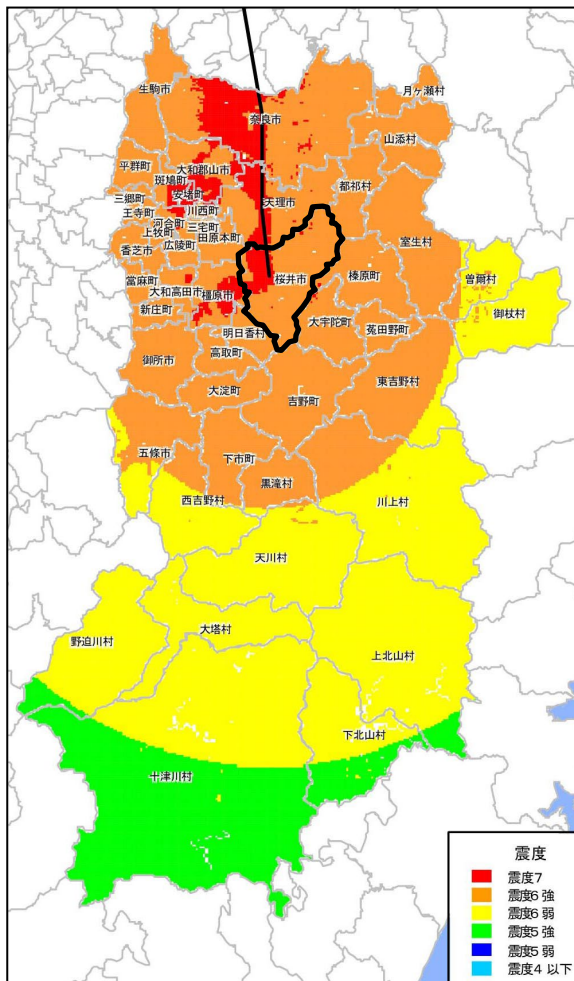 生駒市
月ヶ瀬村
奈良市
山添村
平群町
大和郡山市
斑鳩町
都祁村
三郷町
安堵町
天理市
王寺町
川西町
河合町
三宅町
上牧町
田原本町
室生村
香芝市
広陵町
曽爾村
當麻町
桜井市
榛原町
大和高田市
橿原市
御杖村
新庄町
大宇陀町
明日香村
菟田野町
高取町
御所市
東吉野村
大淀町
吉野町
五條市
下市町
黒滝村
西吉野村
川上村
天川村
大塔村
野迫川村
上北山村
下北山村
十津川村
震度
震度7
震度6強
震度6弱
震度5強
震度5弱
震度4以下